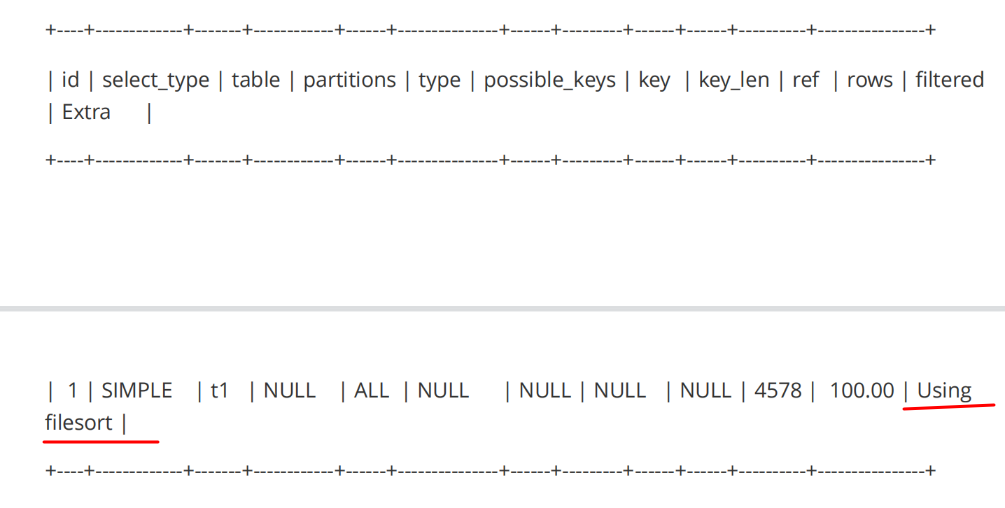 +----+-------------+-------+------------+------+---------------+------+---------+------+------+----------+----------------+
| id | select_type | table | partitions | type | possible_keys | key | key_len | ref | rows | filtered
| Extra |
+----+-------------+-------+------------+------+---------------+------+---------+------+------+----------+----------------+
| 1 | SIMPLE | t1 | NULL | ALL | NULL | NULL | NULL | NULL | 4578 | 100.00 | Using
filesort |
+----+-------------+-------+------------+------+---------------+------+---------+------+------+----------+----------------+